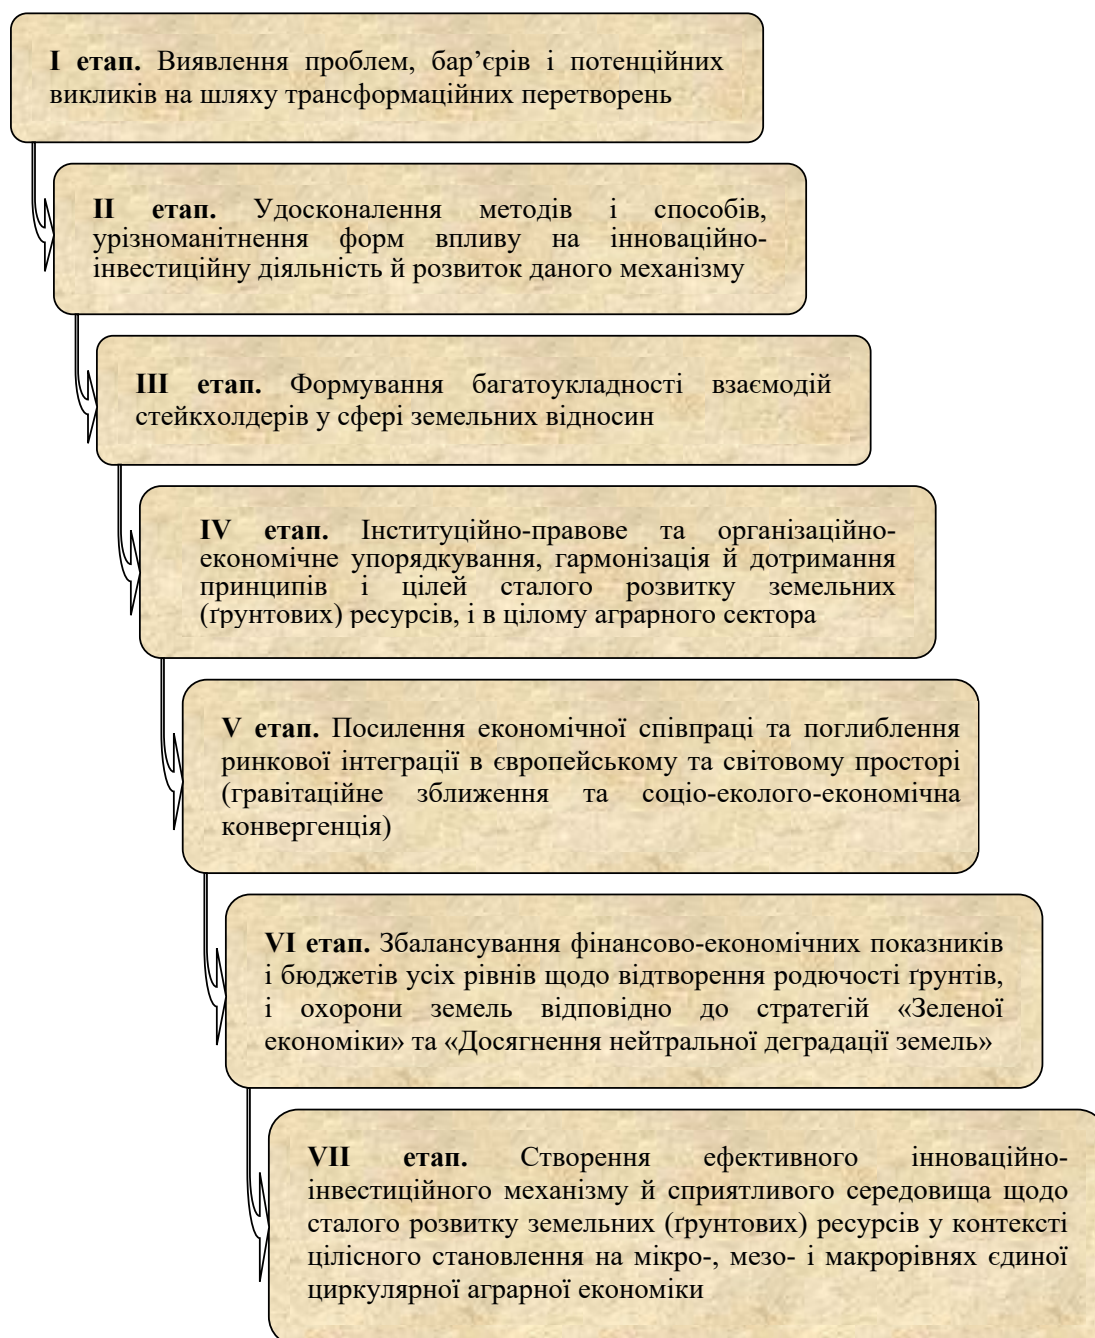 I етап. Виявлення проблем, бар’єрів і потенційних
викликів на шляху трансформаційних перетворень
II етап. Удосконалення методів і способів,
урізноманітнення форм впливу на інноваційно-
інвестиційну діяльність й розвиток даного механізму
III етап. Формування багатоукладності взаємодій
стейкхолдерів у сфері земельних відносин
IV етап. Інституційно-правове та організаційно-
економічне упорядкування, гармонізація й дотримання
принципів і цілей сталого розвитку земельних
(ґрунтових) ресурсів, і в цілому аграрного сектора
V етап. Посилення економічної співпраці та поглиблення
ринкової інтеграції в європейському та світовому просторі
(гравітаційне зближення та соціо-еколого-економічна
конвергенція)
VI етап. Збалансування фінансово-економічних показників
і бюджетів усіх рівнів щодо відтворення родючості ґрунтів,
і охорони земель відповідно до стратегій «Зеленої
економіки» та «Досягнення нейтральної деградації земель»
VII етап. Створення ефективного інноваційно-
інвестиційного механізму й сприятливого середовища щодо
сталого розвитку земельних (ґрунтових) ресурсів у контексті
цілісного становлення на мікро-, мезо- і макрорівнях єдиної
циркулярної аграрної економіки